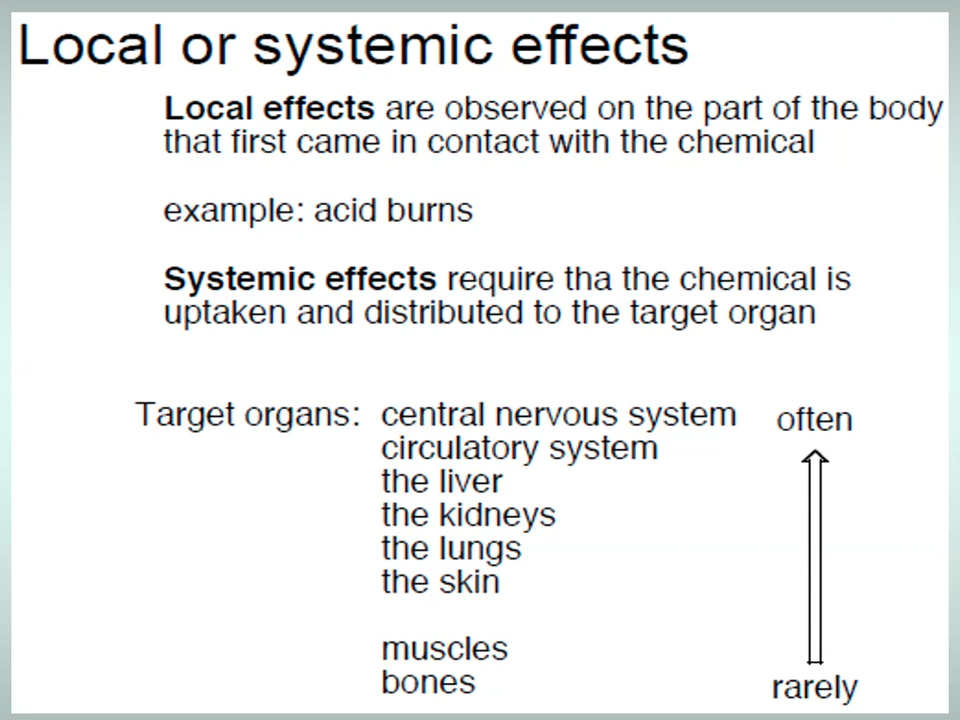 Local or systemic effects
Local effects are observed on the part of the body
that first came in contact with the chemical
example: acid burns
Systemic effects require tha the chemical is
uptaken and distributed to the target organ
Target organs: central nervous system often
circulatory system
the liver
the kidneys
the lungs
the skin
muscles
bones
rarely